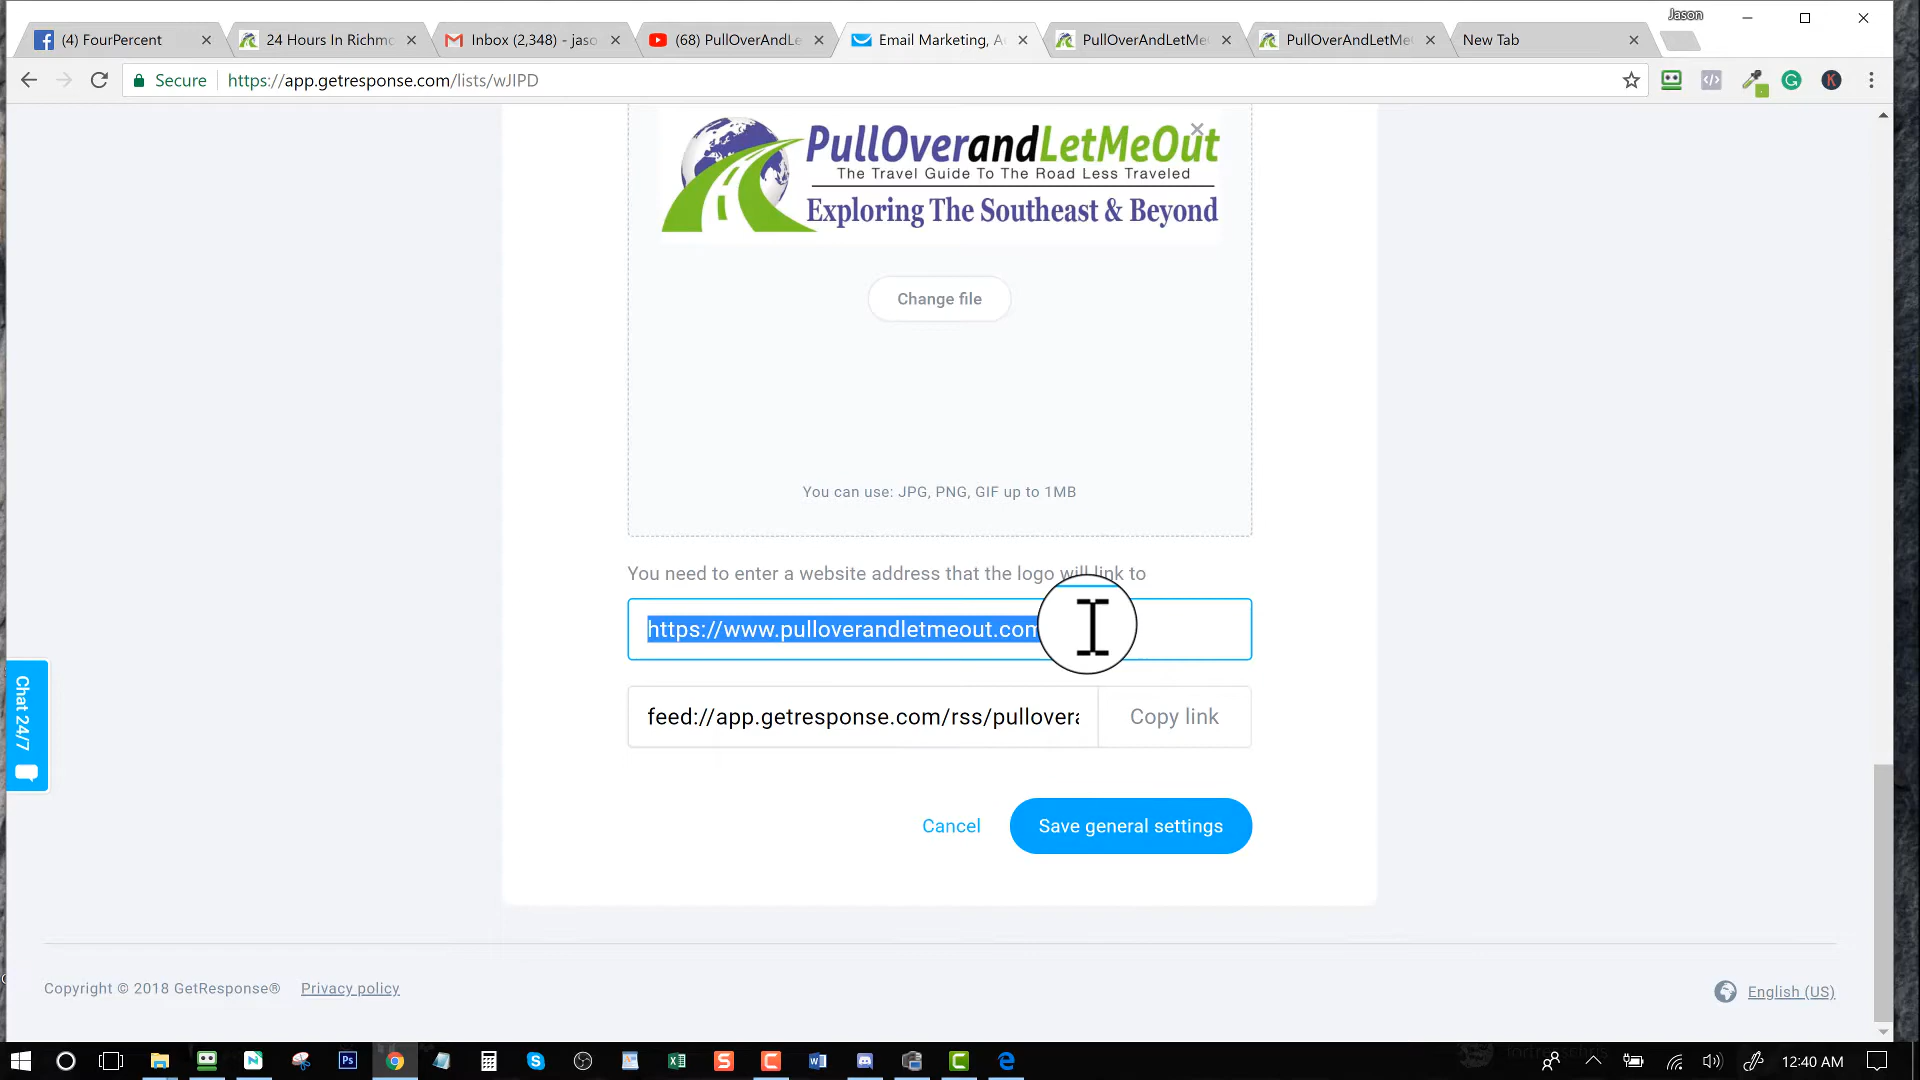 Jason
(4) FourPercent
24 Hours In Richmo
Inbox (2,348) - jaso
(68) PullOverAndLe
Email Marketing, A
PullOverAndLetMe
PullOverAndLetMe
New Tab
Secure
https://app.getresponse.com/lists/wJlPD
PullOverandLetMeOut
The Travel Guide To The Road Less Traveled
Exploring The Southeast & Beyond
Change file
You can use: JPG, PNG, GIF up to 1MB
You need to enter a website address that the logo will link to
https://www.pulloverandletmeout.com
feed://app.getresponse.com/rss/pullovera
Copy link
Chat 24/7
Cancel
Save general settings
Copyright © 2018 GetResponse®
Privacy policy
English (US)
12:40 AM